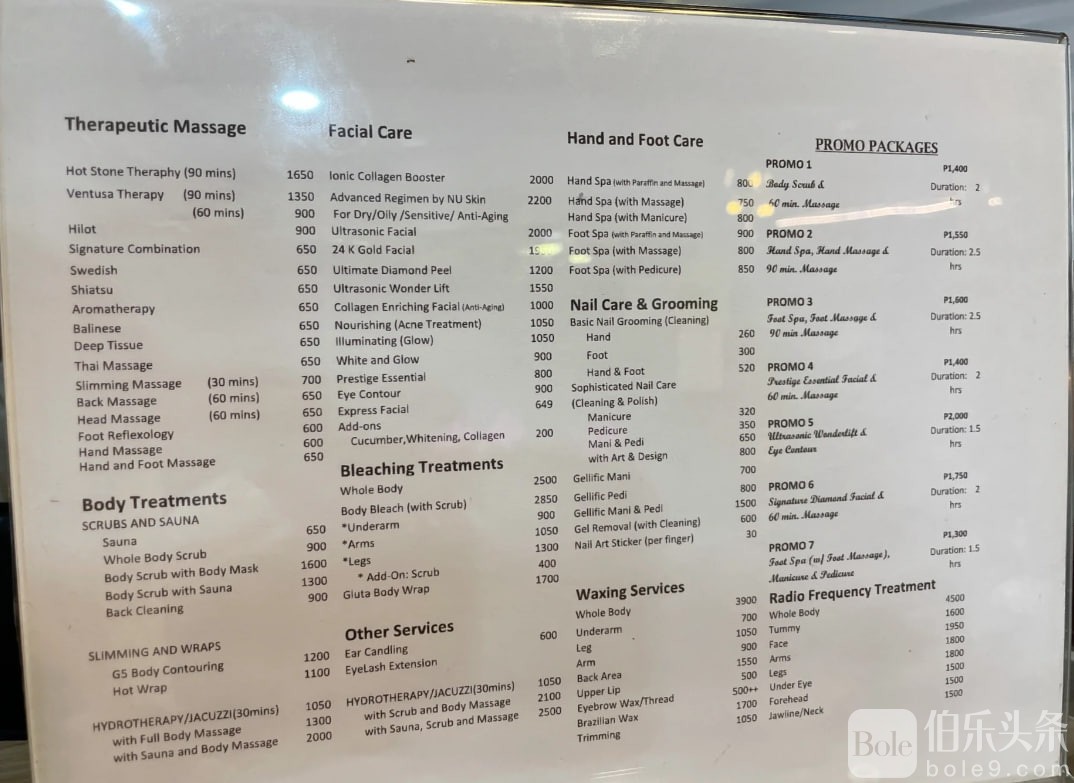 Therapeutic Massage
Hot Stone Theraphy (90 mins) 1650
Ventusa Therapy (90 mins) 1350
(60 mins) 900
Hilot 900
Signature Combination 650
Swedish 650
Shiatsu 650
Aromatherapy 650
Balinese 650
Deep Tissue 650
Thai Massage 650
Slimming Massage (30 mins) 700
Back Massage (60 mins) 650
Head Massage (60 mins) 650
Foot Reflexology 600
Hand Massage 600
Hand and Foot Massage 650
Body Treatments
SCRUBS AND SAUNA
Sauna 650
Whole Body Scrub 900
Body Scrub with Body Mask 1600
Body Scrub with Sauna 1300
Back Cleaning 900
SLIMMING AND WRAPS
G5 Body Contouring 1200
Hot Wrap 1100
HYDROTHERAPY/JACUZZI(30mins) 1050
with Full Body Massage 1300
with Sauna and Body Massage 2000
Facial Care
Ionic Collagen Booster 2000
Advanced Regimen by NU Skin 2200
For Dry/Oily /Sensitive/ Anti-Aging
Ultrasonic Facial 2000
24 K Gold Facial
Ultimate Diamond Peel 1200
Ultrasonic Wonder Lift 1550
Collagen Enriching Facial (Anti-Aging) 1000
Nourishing (Acne Treatment) 1050
Illuminating (Glow) 1050
White and Glow 900
Prestige Essential 800
Eye Contour 900
Express Facial 649
Add-ons
Cucumber,Whitening, Collagen 200
Bleaching Treatments
Whole Body 2500
Body Bleach (with Scrub) 2850
*Underarm 900
*Arms 1050
*Legs 1300
* Add-On: Scrub 400
Gluta Body Wrap 1700
Other Services
Ear Candling 600
EyeLash Extension
HYDROTHERAPY/JACUZZI(30mins) 1050
with Scrub and Body Massage 2100
with Sauna, Scrub and Massage 2500
Hand and Foot Care
Hand Spa (with Paraffin and Massage) 800
Hand Spa (with Massage) 750
Hand Spa (with Manicure) 800
Foot Spa (with Paraffin and Massage) 900
Foot Spa (with Massage) 800
Foot Spa (with Pedicure) 850
Nail Care & Grooming
Basic Nail Grooming (Cleaning)
Hand 260
Foot 300
Hand & Foot 520
Sophisticated Nail Care
(Cleaning & Polish)
Manicure 320
Pedicure 350
Mani & Pedi 650
with Art & Design 800
Gellific Mani 700
Gellific Pedi 800
Gellific Mani & Pedi 1500
Gel Removal (with Cleaning) 600
Nail Art Sticker (per finger) 30
Waxing Services
Whole Body 3900
Underarm 700
Leg 1050
Arm 900
Back Area 1550
Upper Lip 500
Eyebrow Wax/Thread 500++
Brazilian Wax 1700
Trimming 1050
PROMO PACKAGES
PROMO 1 P1,400
Body Scrub & Duration: 2
60 min. Massage hrs
PROMO 2 P1,550
Hand Spa, Hand Massage & Duration: 2.5
90 min. Massage hrs
PROMO 3 P1,600
Foot Spa, Foot Massage & Duration: 2.5
90 min Massage hrs
PROMO 4 P1,400
Prestige Essential Facial & Duration: 2
60 min. Massage hrs
PROMO 5 P2,000
Ultrasonic Wonderlift & Duration: 1.5
Eye Contour hrs
PROMO 6 P1,750
Signature Diamond Facial & Duration: 2
60 min. Massage hrs
PROMO 7 P1,300
Foot Spa (w/ Foot Massage), Duration: 1.5
Manicure & Pedicure hrs
Radio Frequency Treatment
Whole Body 4500
Tummy 1600
Face 1950
Arms 1800
Legs 1800
Under Eye 1500
Forehead 1500
Jawline/Neck 1500
Bole 伯乐头条
bole9.com